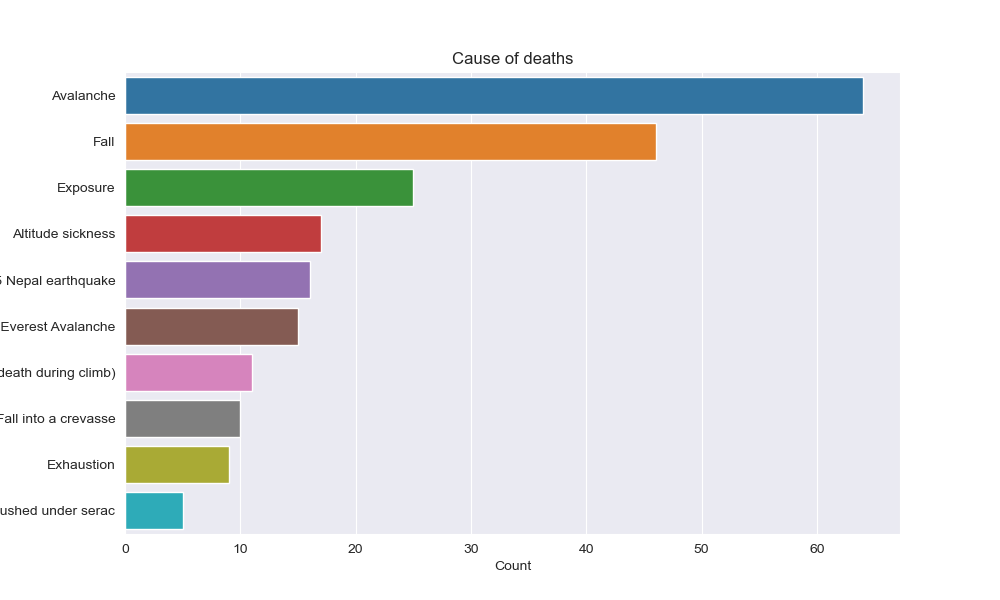 Cause of deaths
Avalanche
Fall
Exposure
Altitude sickness
Nepal earthquake
Everest Avalanche
death during climb)
Fall into a crevasse
Exhaustion
ushed under serac
0 10 20 30 40 50 60
Count